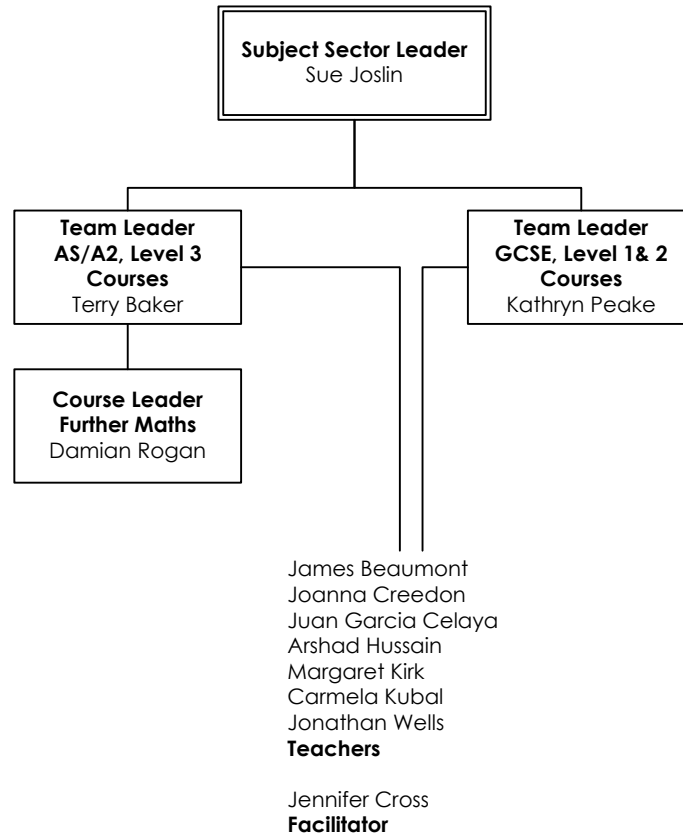 Subject Sector Leader
Sue Joslin
Team Leader
AS/A2, Level 3
Courses
Terry Baker
Team Leader
GCSE, Level 1& 2
Courses
Kathryn Peake
Course Leader
Further Maths
Damian Rogan
James Beaumont
Joanna Creedon
Juan Garcia Celaya
Arshad Hussain
Margaret Kirk
Carmela Kubal
Jonathan Wells
Teachers
Jennifer Cross
Facilitator